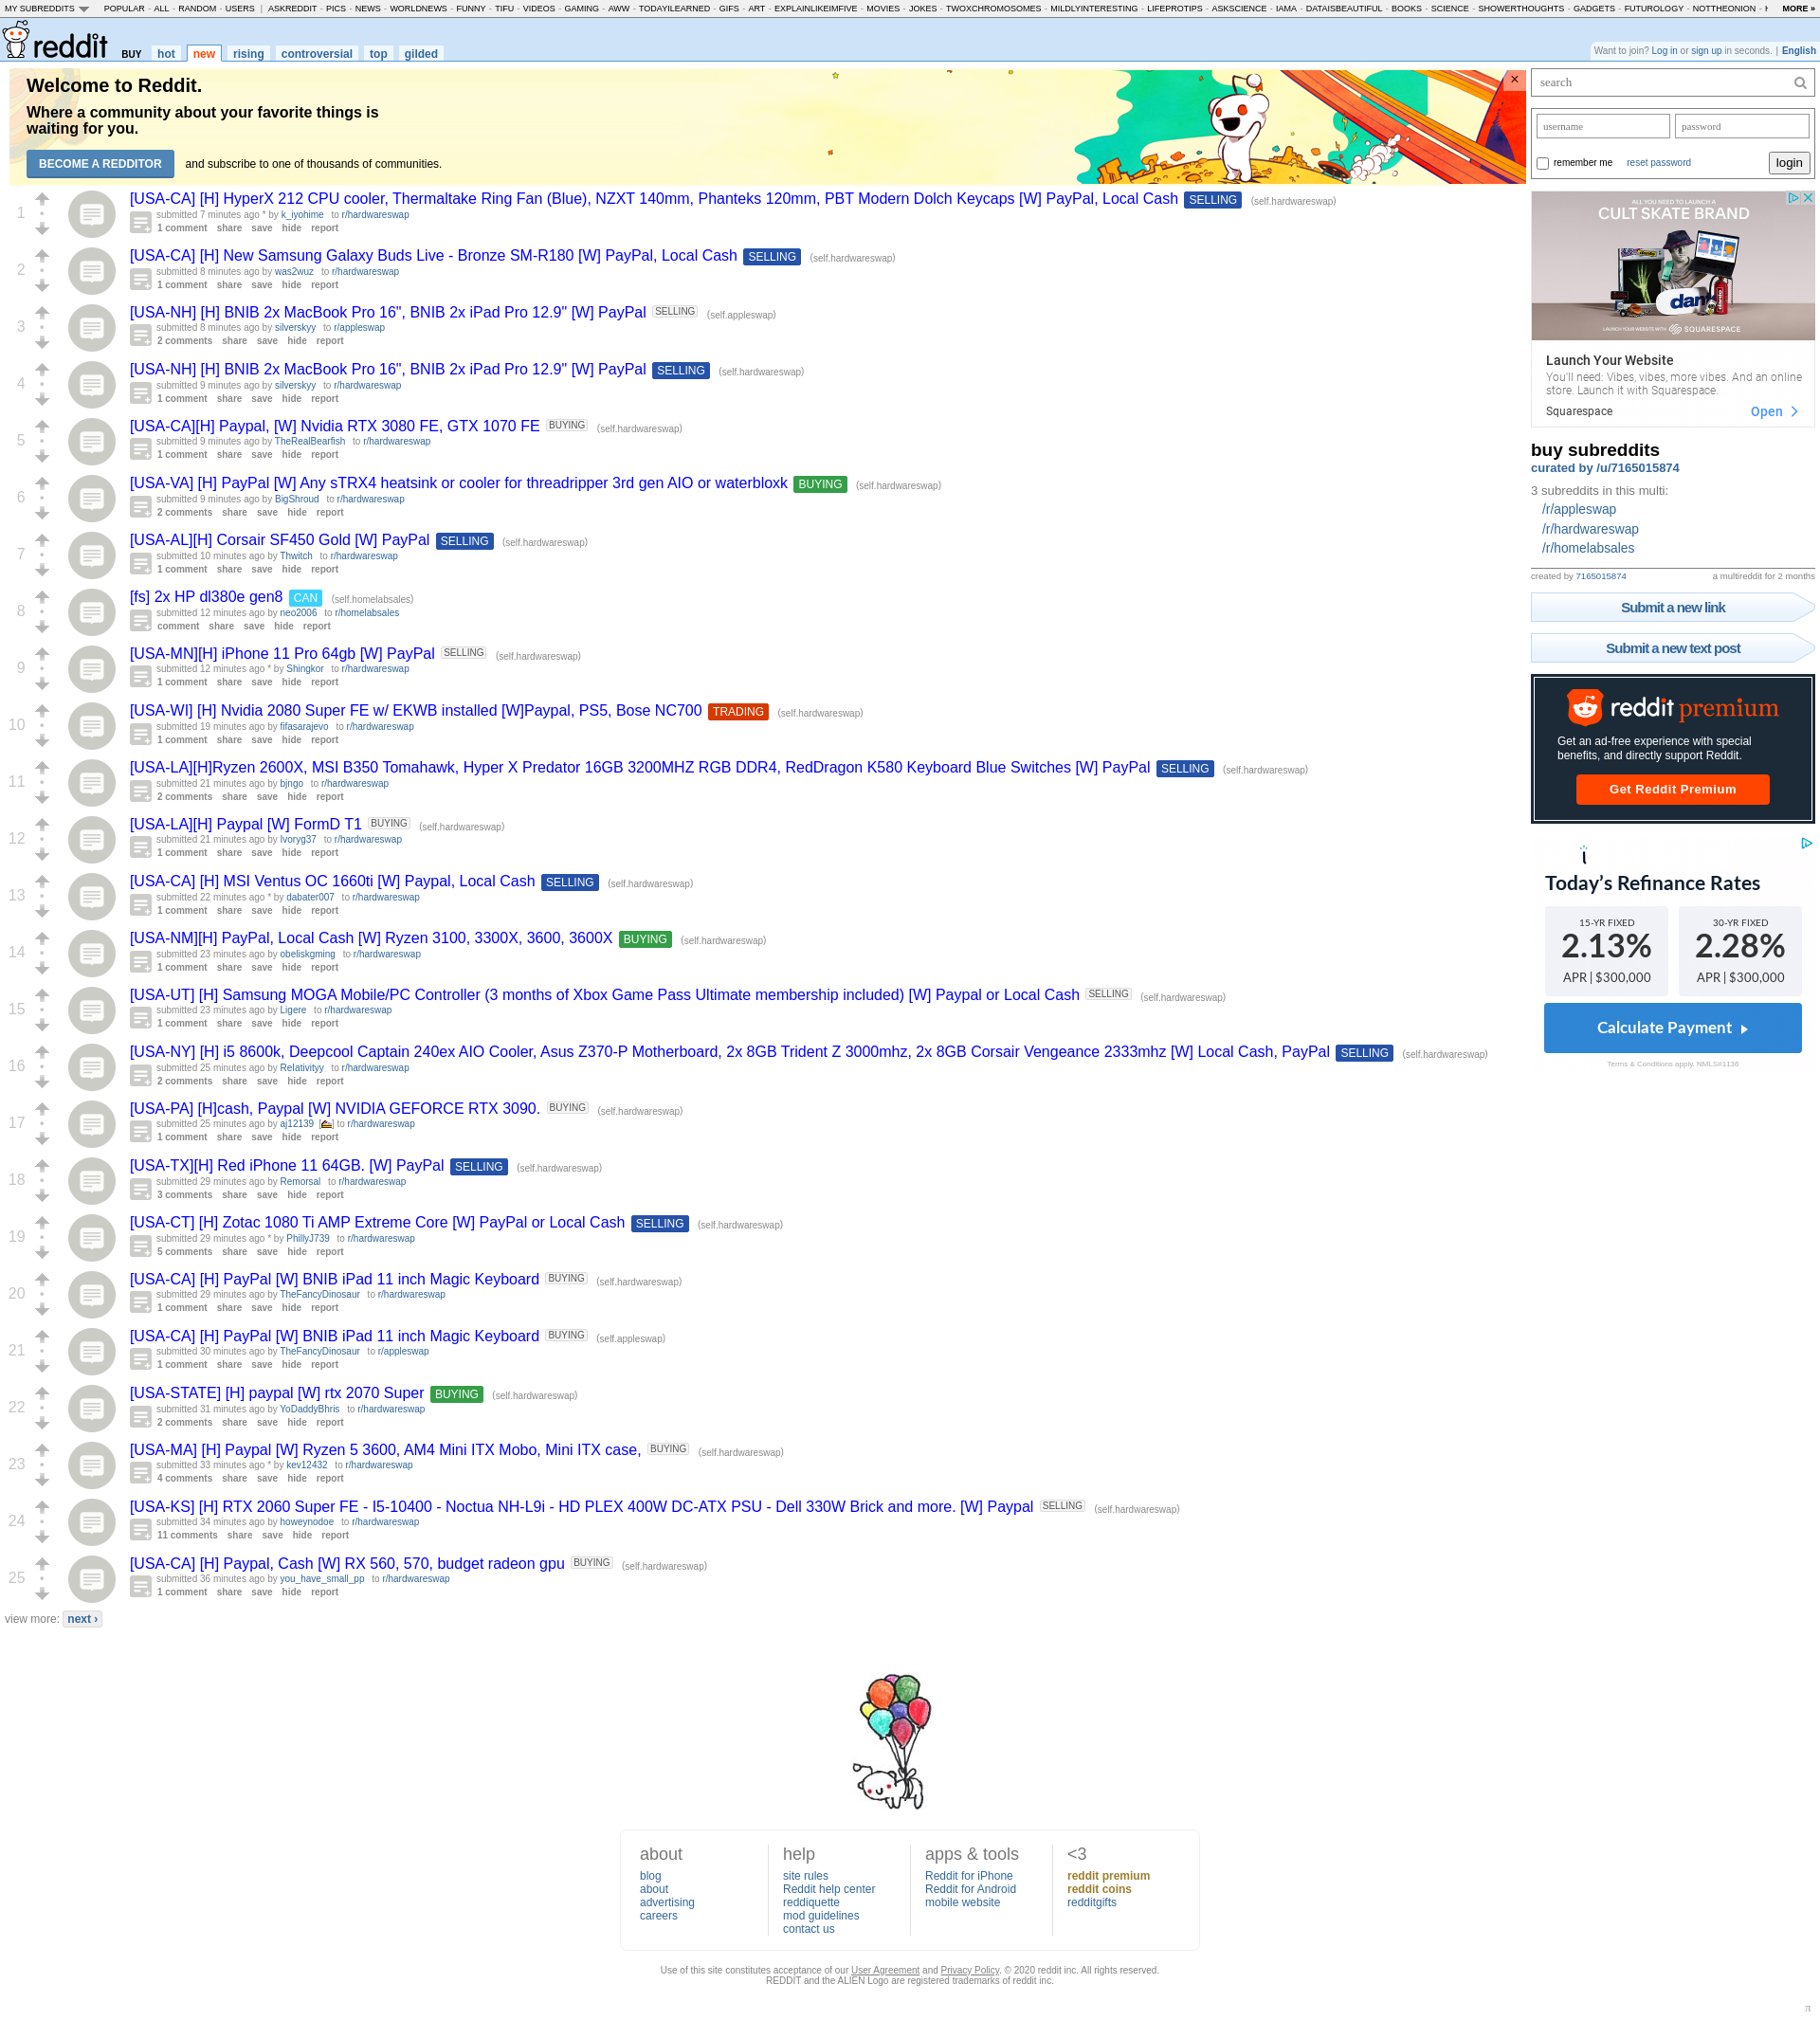 MY SUBREDDITS POPULAR - ALL - RANDOM - USERS | ASKREDDIT - PICS - NEWS - WORLDNEWS - FUNNY - TIFU - VIDEOS - GAMING - AWW - TODAYILEARNED - GIFS - ART - EXPLAINLIKEIMFIVE - MOVIES - JOKES - TWOXCHROMOSOMES - MILDLYINTERESTING - LIFEPROTIPS - ASKSCIENCE - IAMA - DATAISBEAUTIFUL - BOOKS - SCIENCE - SHOWERTHOUGHTS - GADGETS - FUTUROLOGY - NOTTHEONION - MORE »
reddit BUY hot new rising controversial top gilded
Want to join? Log in or sign up in seconds. | English
Welcome to Reddit.
Where a community about your favorite things is
waiting for you.
BECOME A REDDITOR and subscribe to one of thousands of communities.
×
1
[USA-CA] [H] HyperX 212 CPU cooler, Thermaltake Ring Fan (Blue), NZXT 140mm, Phanteks 120mm, PBT Modern Dolch Keycaps [W] PayPal, Local Cash SELLING (self.hardwareswap)
submitted 7 minutes ago * by k_iyohime to r/hardwareswap
1 comment share save hide report
2
[USA-CA] [H] New Samsung Galaxy Buds Live - Bronze SM-R180 [W] PayPal, Local Cash SELLING (self.hardwareswap)
submitted 8 minutes ago by was2wuz to r/hardwareswap
1 comment share save hide report
3
[USA-NH] [H] BNIB 2x MacBook Pro 16", BNIB 2x iPad Pro 12.9" [W] PayPal SELLING (self.appleswap)
submitted 8 minutes ago by silverskyy to r/appleswap
2 comments share save hide report
4
[USA-NH] [H] BNIB 2x MacBook Pro 16", BNIB 2x iPad Pro 12.9" [W] PayPal SELLING (self.hardwareswap)
submitted 9 minutes ago by silverskyy to r/hardwareswap
1 comment share save hide report
5
[USA-CA][H] Paypal, [W] Nvidia RTX 3080 FE, GTX 1070 FE BUYING (self.hardwareswap)
submitted 9 minutes ago by TheRealBearfish to r/hardwareswap
1 comment share save hide report
6
[USA-VA] [H] PayPal [W] Any sTRX4 heatsink or cooler for threadripper 3rd gen AIO or waterbloxk BUYING (self.hardwareswap)
submitted 9 minutes ago by BigShroud to r/hardwareswap
2 comments share save hide report
7
[USA-AL][H] Corsair SF450 Gold [W] PayPal SELLING (self.hardwareswap)
submitted 10 minutes ago by Thwitch to r/hardwareswap
1 comment share save hide report
8
[fs] 2x HP dl380e gen8 CAN (self.homelabsales)
submitted 12 minutes ago by neo2006 to r/homelabsales
comment share save hide report
9
[USA-MN][H] iPhone 11 Pro 64gb [W] PayPal SELLING (self.hardwareswap)
submitted 12 minutes ago * by Shingkor to r/hardwareswap
1 comment share save hide report
10
[USA-WI] [H] Nvidia 2080 Super FE w/ EKWB installed [W]Paypal, PS5, Bose NC700 TRADING (self.hardwareswap)
submitted 19 minutes ago by fifasarajevo to r/hardwareswap
1 comment share save hide report
11
[USA-LA][H]Ryzen 2600X, MSI B350 Tomahawk, Hyper X Predator 16GB 3200MHZ RGB DDR4, RedDragon K580 Keyboard Blue Switches [W] PayPal SELLING (self.hardwareswap)
submitted 21 minutes ago by bjngo to r/hardwareswap
2 comments share save hide report
12
[USA-LA][H] Paypal [W] FormD T1 BUYING (self.hardwareswap)
submitted 21 minutes ago by lvoryg37 to r/hardwareswap
1 comment share save hide report
13
[USA-CA] [H] MSI Ventus OC 1660ti [W] Paypal, Local Cash SELLING (self.hardwareswap)
submitted 22 minutes ago * by dabater007 to r/hardwareswap
1 comment share save hide report
14
[USA-NM][H] PayPal, Local Cash [W] Ryzen 3100, 3300X, 3600, 3600X BUYING (self.hardwareswap)
submitted 23 minutes ago by obeliskgming to r/hardwareswap
1 comment share save hide report
15
[USA-UT] [H] Samsung MOGA Mobile/PC Controller (3 months of Xbox Game Pass Ultimate membership included) [W] Paypal or Local Cash SELLING (self.hardwareswap)
submitted 23 minutes ago by Ligere to r/hardwareswap
1 comment share save hide report
16
[USA-NY] [H] i5 8600k, Deepcool Captain 240ex AIO Cooler, Asus Z370-P Motherboard, 2x 8GB Trident Z 3000mhz, 2x 8GB Corsair Vengeance 2333mhz [W] Local Cash, PayPal SELLING (self.hardwareswap)
submitted 25 minutes ago by Relativityy to r/hardwareswap
2 comments share save hide report
17
[USA-PA] [H]cash, Paypal [W] NVIDIA GEFORCE RTX 3090. BUYING (self.hardwareswap)
submitted 25 minutes ago by aj12139 [] to r/hardwareswap
1 comment share save hide report
18
[USA-TX][H] Red iPhone 11 64GB. [W] PayPal SELLING (self.hardwareswap)
submitted 29 minutes ago by Remorsal to r/hardwareswap
3 comments share save hide report
19
[USA-CT] [H] Zotac 1080 Ti AMP Extreme Core [W] PayPal or Local Cash SELLING (self.hardwareswap)
submitted 29 minutes ago * by PhillyJ739 to r/hardwareswap
5 comments share save hide report
20
[USA-CA] [H] PayPal [W] BNIB iPad 11 inch Magic Keyboard BUYING (self.hardwareswap)
submitted 29 minutes ago by TheFancyDinosaur to r/hardwareswap
1 comment share save hide report
21
[USA-CA] [H] PayPal [W] BNIB iPad 11 inch Magic Keyboard BUYING (self.appleswap)
submitted 30 minutes ago by TheFancyDinosaur to r/appleswap
1 comment share save hide report
22
[USA-STATE] [H] paypal [W] rtx 2070 Super BUYING (self.hardwareswap)
submitted 31 minutes ago by YoDaddyBhris to r/hardwareswap
2 comments share save hide report
23
[USA-MA] [H] Paypal [W] Ryzen 5 3600, AM4 Mini ITX Mobo, Mini ITX case, BUYING (self.hardwareswap)
submitted 33 minutes ago * by kev12432 to r/hardwareswap
4 comments share save hide report
24
[USA-KS] [H] RTX 2060 Super FE - I5-10400 - Noctua NH-L9i - HD PLEX 400W DC-ATX PSU - Dell 330W Brick and more. [W] Paypal SELLING (self.hardwareswap)
submitted 34 minutes ago by howeynodoe to r/hardwareswap
11 comments share save hide report
25
[USA-CA] [H] Paypal, Cash [W] RX 560, 570, budget radeon gpu BUYING (self.hardwareswap)
submitted 36 minutes ago by you_have_small_pp to r/hardwareswap
1 comment share save hide report
view more: next ›
search
username password
remember me reset password login
ALL YOU NEED TO LAUNCH A
CULT SKATE BRAND
dam
LAUNCH YOUR WEBSITE WITH SQUARESPACE
Launch Your Website
You'll need: Vibes, vibes, more vibes. And an online
store. Launch it with Squarespace.
Squarespace Open
buy subreddits
curated by /u/7165015874
3 subreddits in this multi:
/r/appleswap
/r/hardwareswap
/r/homelabsales
created by 7165015874 a multireddit for 2 months
Submit a new link
Submit a new text post
reddit premium
Get an ad-free experience with special
benefits, and directly support Reddit.
Get Reddit Premium
Today's Refinance Rates
15-YR FIXED 30-YR FIXED
2.13% 2.28%
APR | $300,000 APR | $300,000
Calculate Payment
Terms & Conditions apply. NMLS#1136
about
blog
about
advertising
careers
help
site rules
Reddit help center
reddiquette
mod guidelines
contact us
apps & tools
Reddit for iPhone
Reddit for Android
mobile website
<3
reddit premium
reddit coins
redditgifts
Use of this site constitutes acceptance of our User Agreement and Privacy Policy. © 2020 reddit inc. All rights reserved.
REDDIT and the ALIEN Logo are registered trademarks of reddit inc.
π